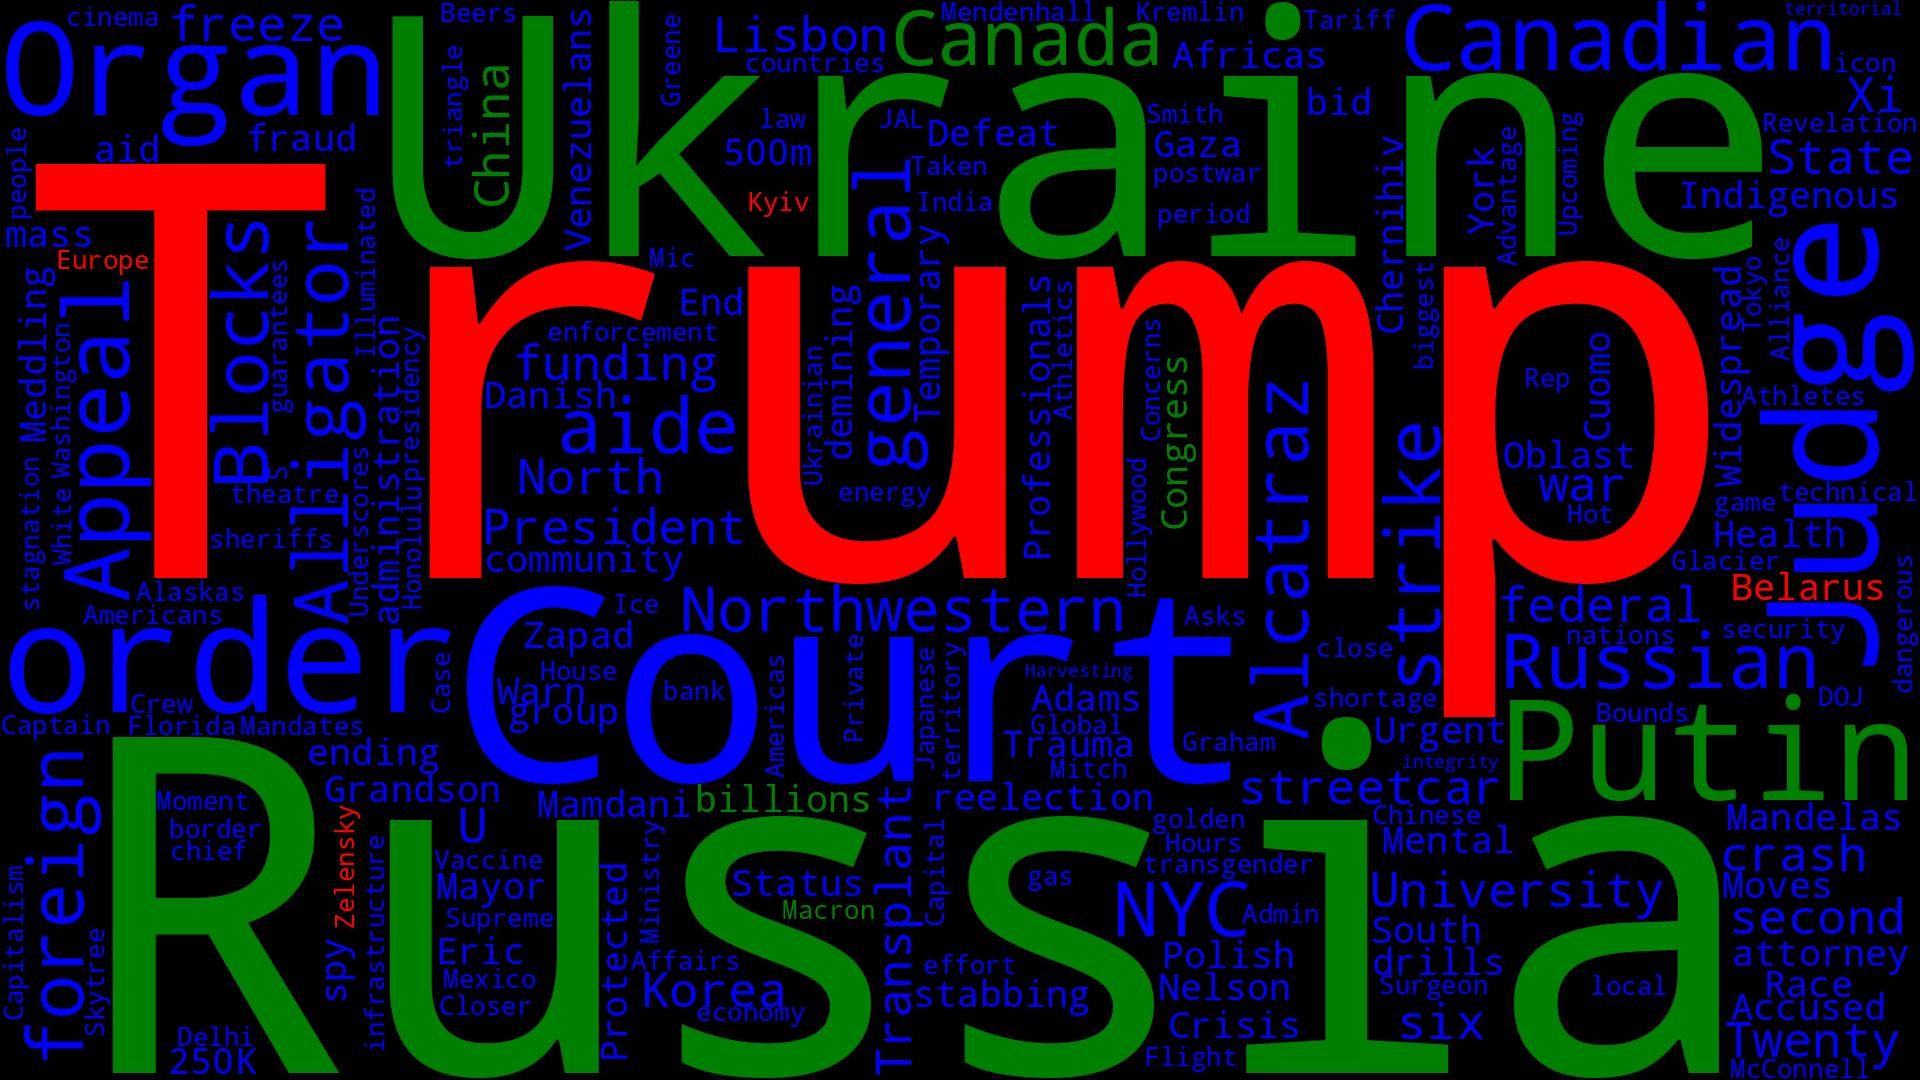 cinema
freeze
Beers
Mendenhall
Kremlin
Tariff
territorial
Organ
Ukraine
Lisbon
Canada
Canadian
countries
Africas
icon
triangle
China
Venezuelans
Greene
Xi
aid
fraud
law
JAL
Defeat
Smith
bid
Revelation
500m
Gaza
State
Taken
postwar
Kyiv
India
period
Indigenous
Chernihiv
York
Advantage
Upcoming
people
mass
Europe
Trump
Blocks
Alligator
Illuminated
guarantees
Mic
End
general
Temporary
enforcement
funding
Danish
aide
Ukrainian
demining
Professionals
Athletics
Concerns
Congress
biggest
Rep
Cuomo
Widespread
Tokyo
Alliance
Judge
Athletes
Meddling
Washington
Appeal
administration
Honolulu
presidency
North
energy
Hollywood
Alcatraz
strike
Oblast
war
Hot
game
technical
Health
stagnation
White
S
theatre
sheriffs
Underscores
President
community
Glacier
Belarus
dangerous
Alaskas
Americans
order
Court
Ice
Northwestern
Asks
federal
nations
security
Zapad
House
Warn
group
bank
Case
Americas
Private
Japanese
territory
Harvesting
Adams
Global
Trauma
Mitch
Graham
close
shortage
Russian
Crew
Captain
Florida
Mandates
Urgent
Bounds
DOJ
Putin
integrity
foreign
ending
Grandson
Mamdani
billions
reelection
streetcar
Russia
Moment
border
chief
Zelensky
U
Vaccine
Mayor
Supreme
Eric
Mexico
Closer
Ministry
Status
Macron
Transplant
Capital
gas
golden
Hours
transgender
Chinese
Mental
Mandelas
crash
NYC
Admin
University
Moves
second
Capitalism
Skytree
spy
infrastructure
Protected
Affairs
Korea
economy
effort
stabbing
Polish
Nelson
Crisis
Flight
South
drills
Surgeon
six
local
attorney
Race
Accused
Twenty
McConnell
Delhi
250K